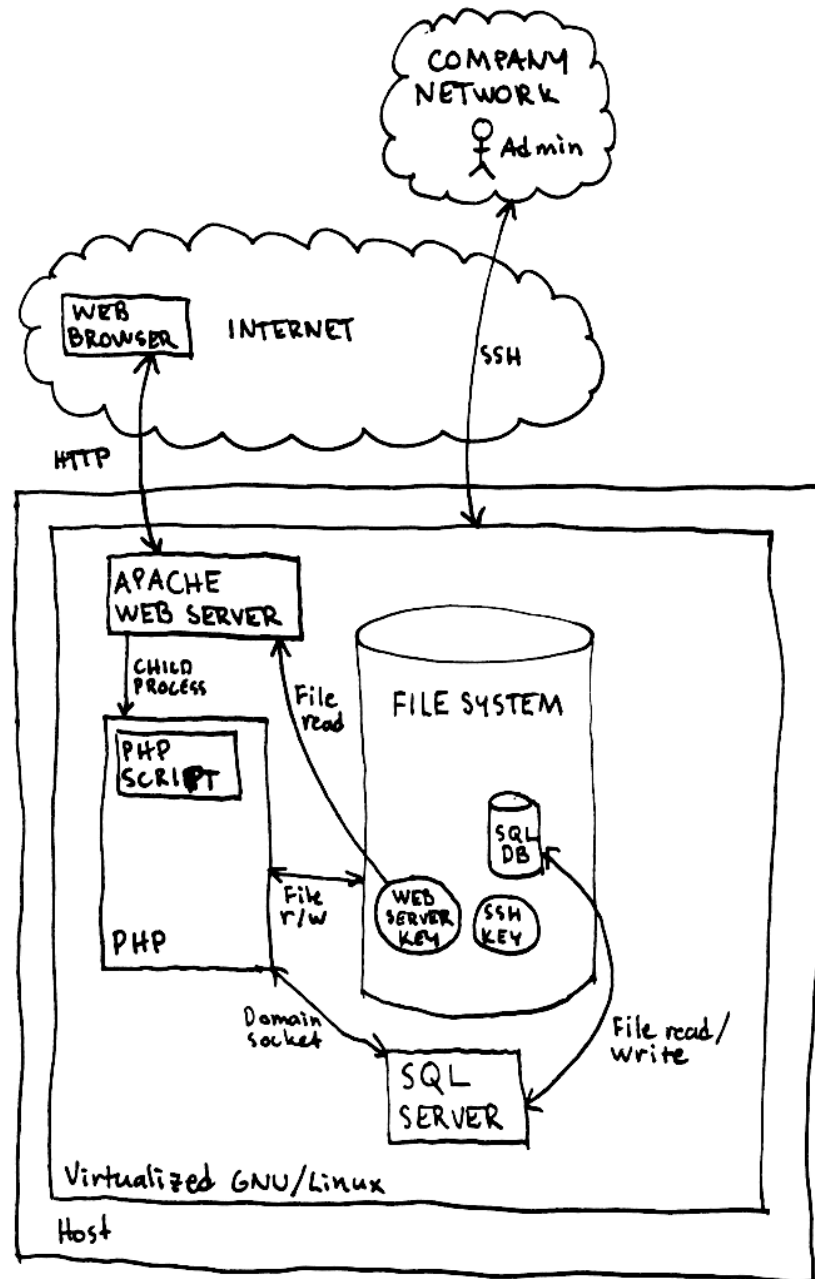 COMPANY
NETWORK
Admin
WEB
BROWSER
INTERNET
SSH
HTTP
APACHE
WEB SERVER
CHILD
PROCESS
File
read
FILE SYSTEM
PHP
SCRIPT
SQL
DB
File
r/w
WEB
SERVER
KEY
SSH
KEY
PHP
Domain
socket
File read/
write
SQL
SERVER
Virtualized GNU/Linux
Host